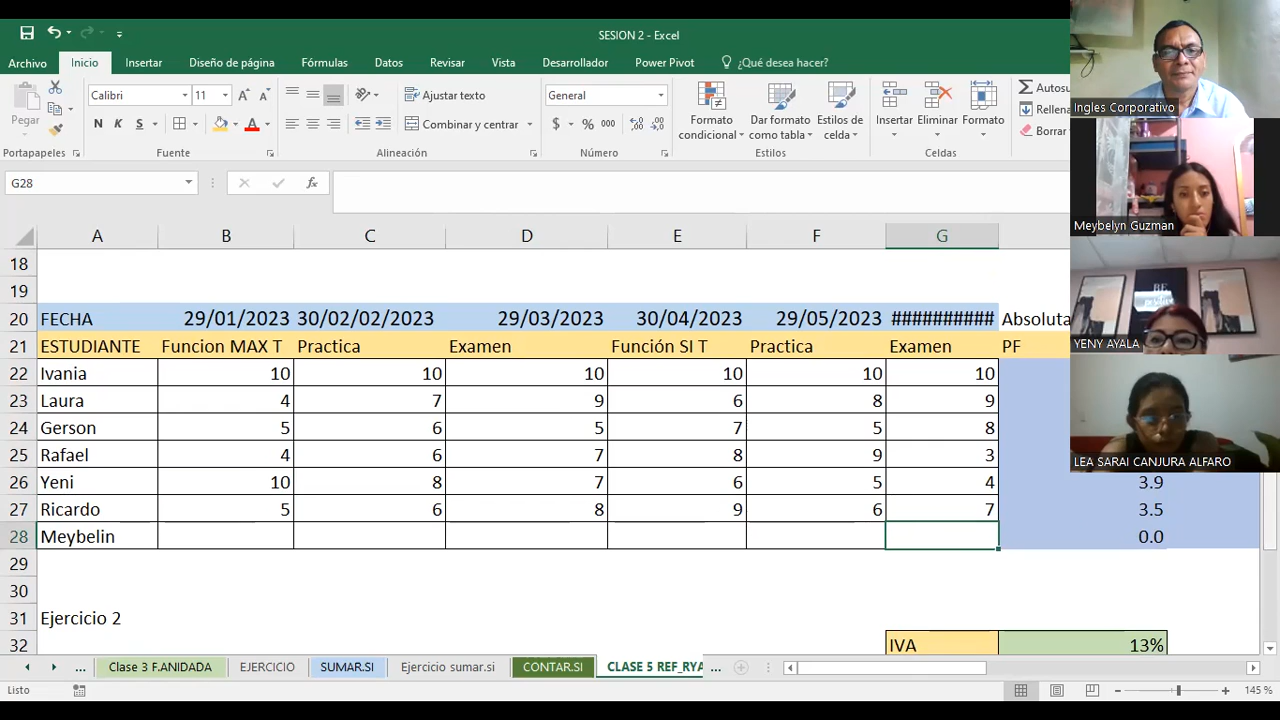 SESION 2 - Excel
Archivo Inicio Insertar Diseño de página Fórmulas Datos Revisar Vista Desarrollador Power Pivot ¿Qué desea hacer?
Pegar
Calibri 11
Ajustar texto
Combinar y centrar
General
Formato condicional
Dar formato como tabla
Estilos de celda
Insertar Eliminar Formato
Autosu
Rellena
Borrar
Portapapeles Fuente Alineación Número Estilos Celdas
G28
A B C D E F G
18
19
20 FECHA 29/01/2023 30/02/02/2023 29/03/2023 30/04/2023 29/05/2023 ########## Absoluta
21 ESTUDIANTE Funcion MAX T Practica Examen Función SI T Practica Examen PF
22 Ivania 10 10 10 10 10 10
23 Laura 4 7 9 6 8 9
24 Gerson 5 6 5 7 5 8
25 Rafael 4 6 7 8 9 3
26 Yeni 10 8 7 6 5 4 3.9
27 Ricardo 5 6 8 9 6 7 3.5
28 Meybelin 0.0
29
30
31 Ejercicio 2
32 IVA 13%
... Clase 3 F.ANIDADA EJERCICIO SUMAR.SI Ejercicio sumar.si CONTAR.SI CLASE 5 REF_RYA ...
Listo 145 %
Ingles Corporativo
Meybelyn Guzman
BE
YENY AYALA
LEA SARAI CANJURA ALFARO